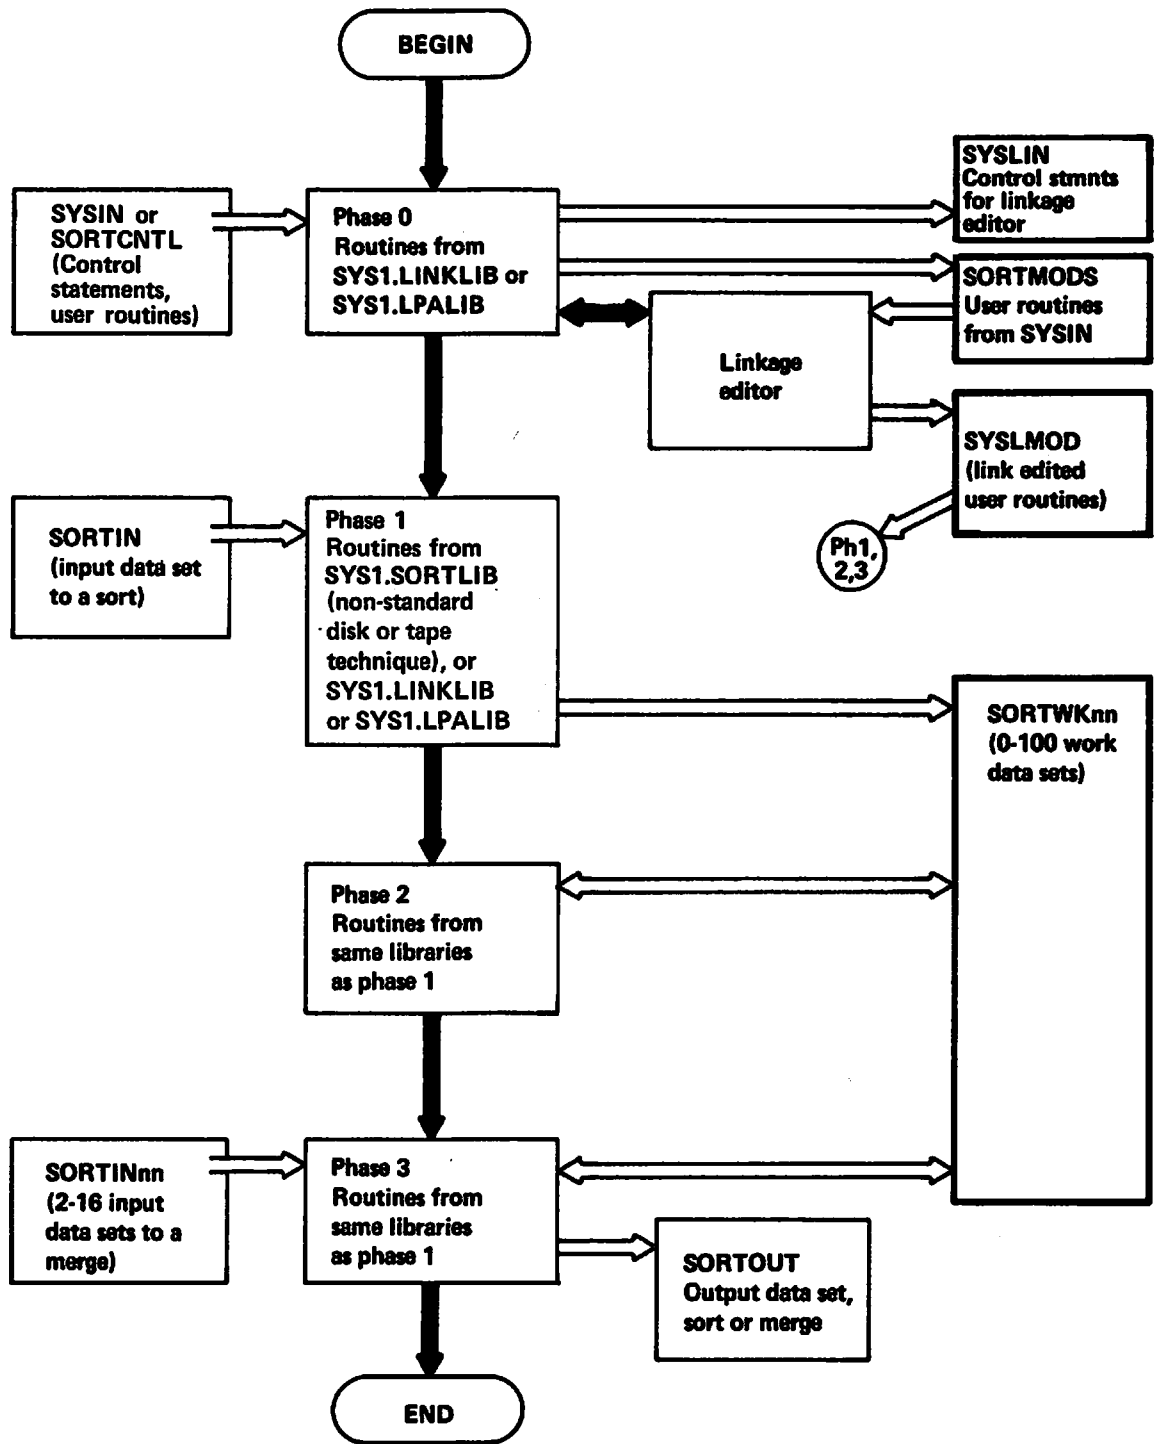 BEGIN
SYSIN or
SORTCNTL
(Control
statements,
user routines)
Phase 0
Routines from
SYS1.LINKLIB or
SYS1.LPALIB
SYSLIN
Control stmnts
for linkage
editor
SORTMODS
User routines
from SYSIN
Linkage
editor
SYSLMOD
(link edited
user routines)
Ph1,
2,3
SORTIN
(input data set
to a sort)
Phase 1
Routines from
SYS1.SORTLIB
(non-standard
disk or tape
technique), or
SYS1.LINKLIB
or SYS1.LPALIB
SORTWKnn
(0-100 work
data sets)
Phase 2
Routines from
same libraries
as phase 1
SORTINnn
(2-16 input
data sets to a
merge)
Phase 3
Routines from
same libraries
as phase 1
SORTOUT
Output data set,
sort or merge
END